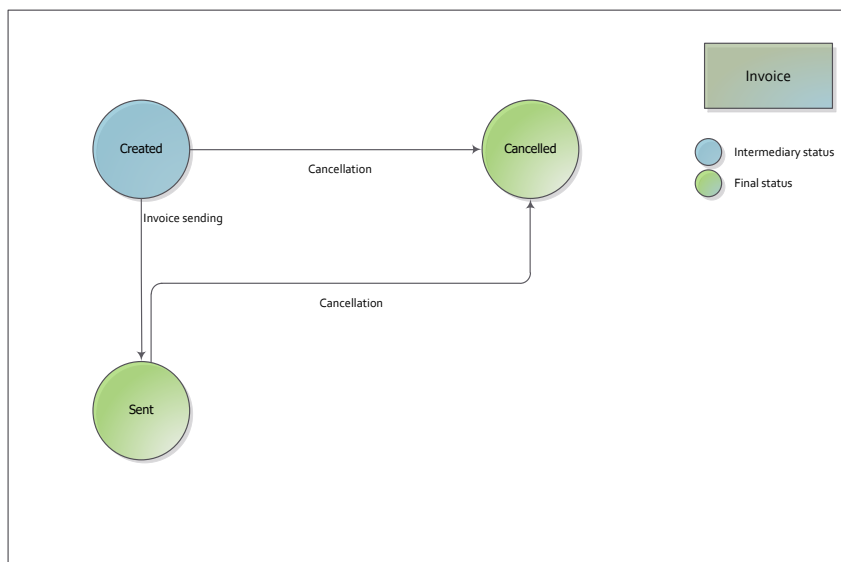 Invoice
Created
Cancelled
Intermediary status
Cancellation
Final status
Invoice sending
Cancellation
Sent